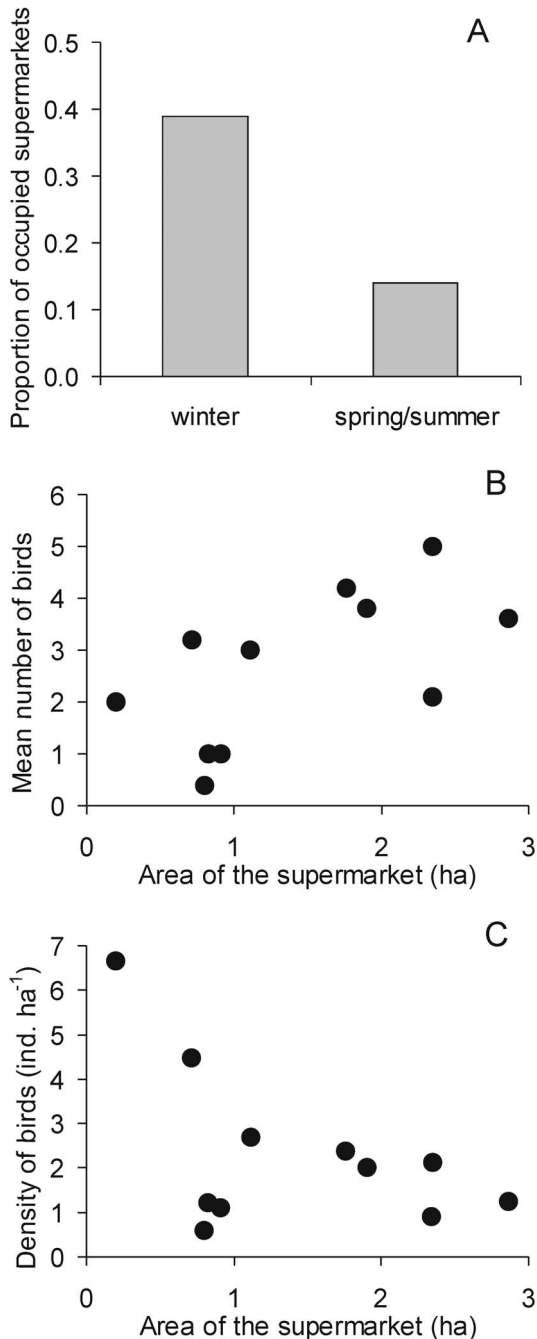 A
Proportion of occupied supermarkets
0.5
0.4
0.3
0.2
0.1
0.0
winter spring/summer
B
Mean number of birds
6
5
4
3
2
1
0
0 1 2 3
Area of the supermarket (ha)
C
Density of birds (ind. ha⁻¹)
7
6
5
4
3
2
1
0
0 1 2 3
Area of the supermarket (ha)